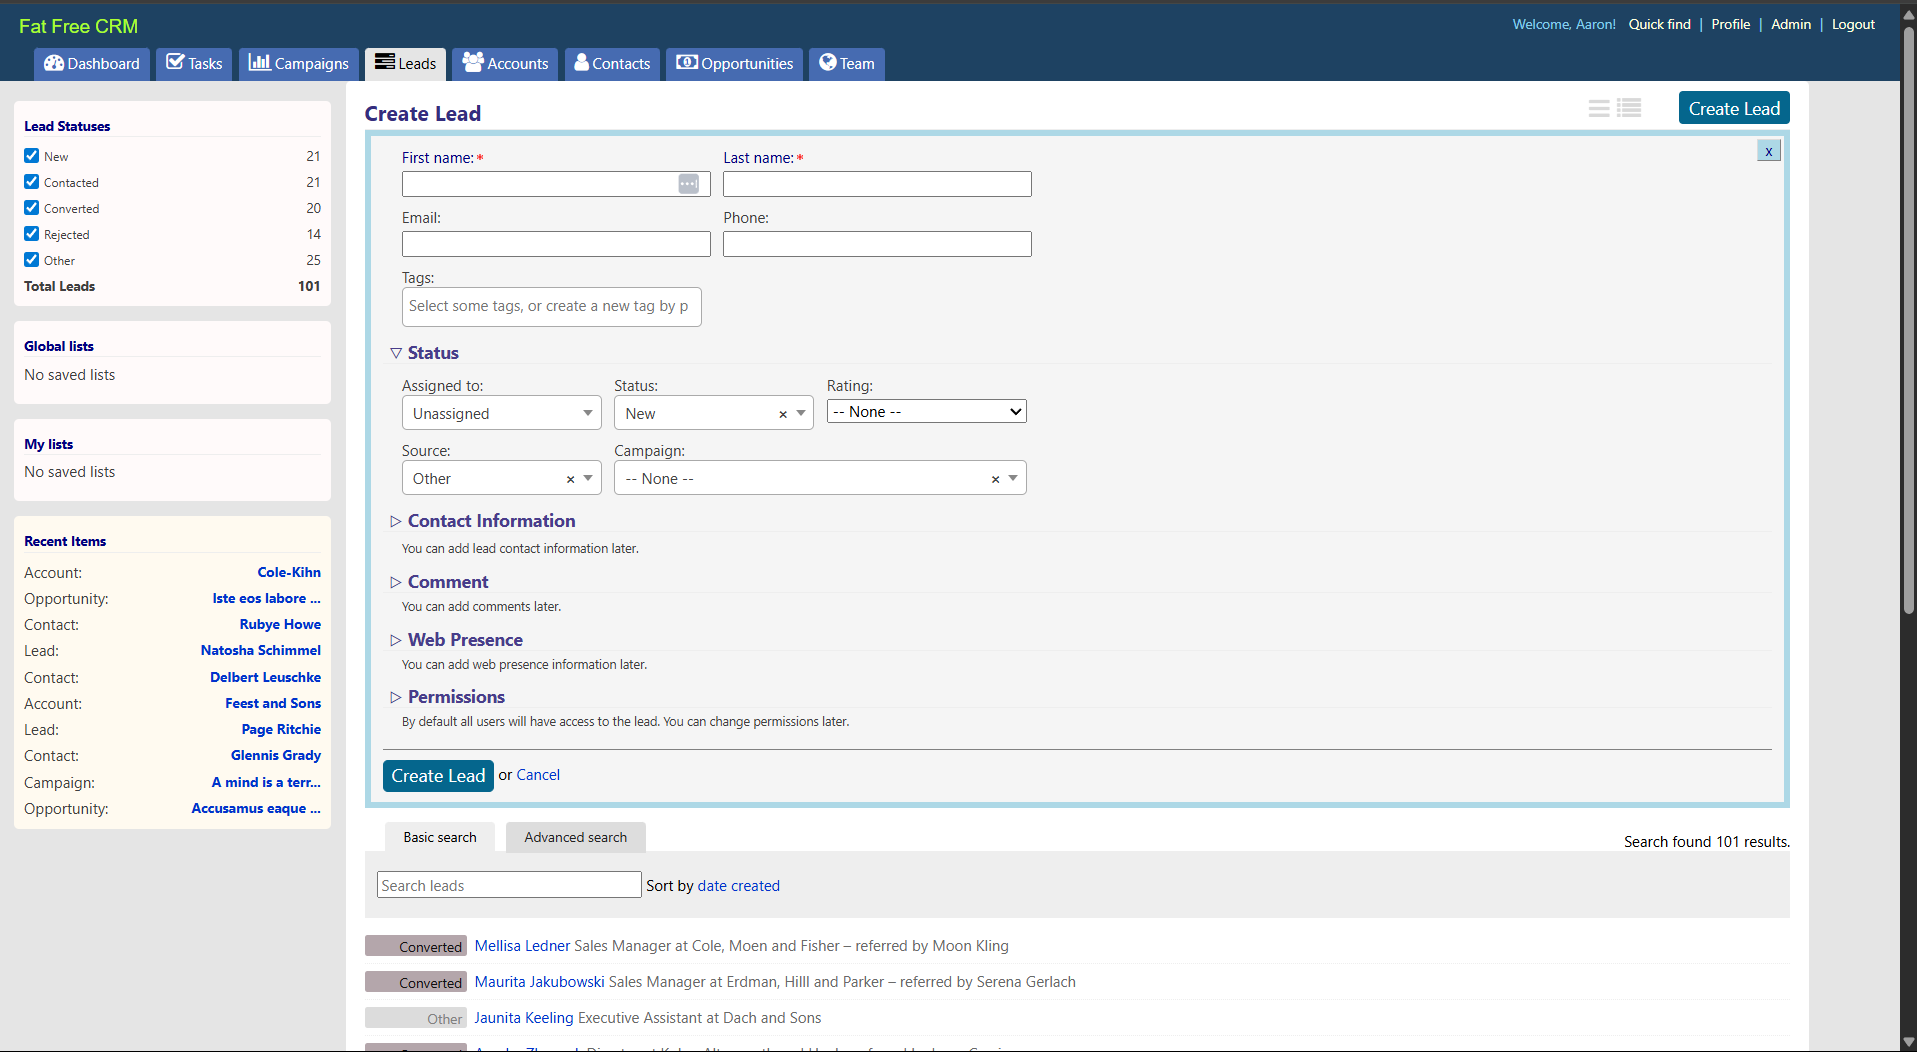 Fat Free CRM
Welcome, Aaron! Quick find | Profile | Admin | Logout
Dashboard Tasks Campaigns Leads Accounts Contacts Opportunities Team
Lead Statuses
New 21
Contacted 21
Converted 20
Rejected 14
Other 25
Total Leads 101
Global lists
No saved lists
My lists
No saved lists
Recent Items
Account: Cole-Kihn
Opportunity: Iste eos labore ...
Contact: Rubye Howe
Lead: Natosha Schimmel
Contact: Delbert Leuschke
Account: Feest and Sons
Lead: Page Ritchie
Contact: Glennis Grady
Campaign: A mind is a terr...
Opportunity: Accusamus eaque ...
Create Lead
Create Lead
x
First name:* Last name:*
Email: Phone:
Tags:
Select some tags, or create a new tag by p
▽ Status
Assigned to: Status: Rating:
Unassigned New × -- None --
Source: Campaign:
Other × -- None -- ×
▷ Contact Information
You can add lead contact information later.
▷ Comment
You can add comments later.
▷ Web Presence
You can add web presence information later.
▷ Permissions
By default all users will have access to the lead. You can change permissions later.
Create Lead or Cancel
Basic search Advanced search
Search found 101 results.
Search leads Sort by date created
Converted Mellisa Ledner Sales Manager at Cole, Moen and Fisher – referred by Moon Kling
Converted Maurita Jakubowski Sales Manager at Erdman, Hilll and Parker – referred by Serena Gerlach
Other Jaunita Keeling Executive Assistant at Dach and Sons